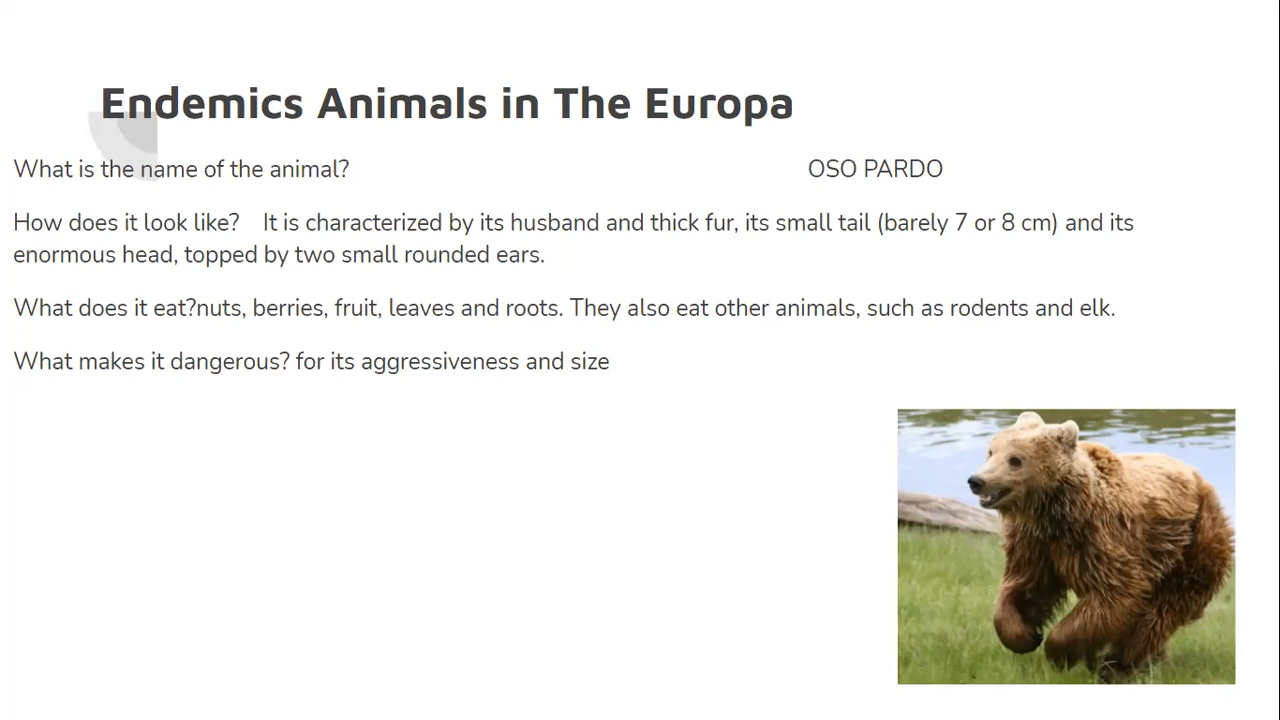 Endemics Animals in The Europa
What is the name of the animal? OSO PARDO
How does it look like? It is characterized by its husband and thick fur, its small tail (barely 7 or 8 cm) and its
enormous head, topped by two small rounded ears.
What does it eat?nuts, berries, fruit, leaves and roots. They also eat other animals, such as rodents and elk.
What makes it dangerous? for its aggressiveness and size